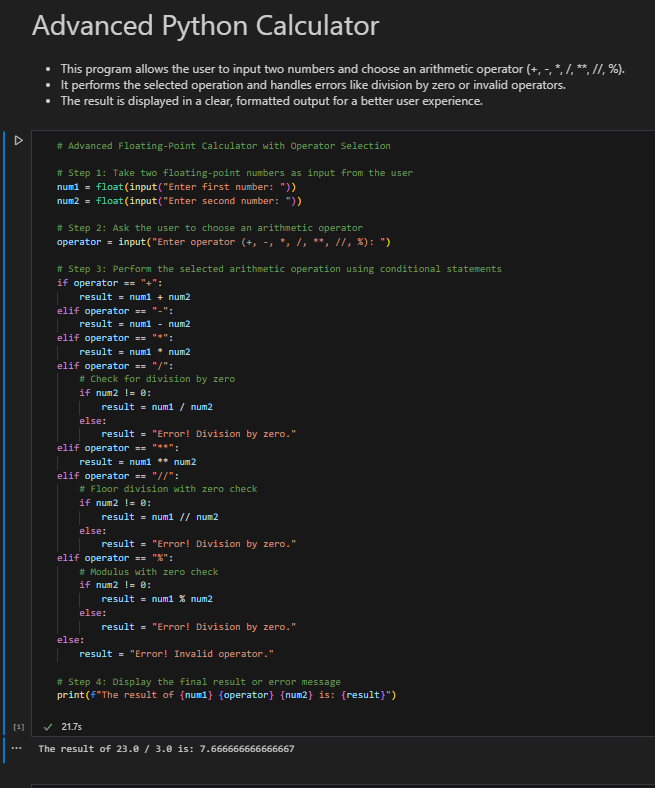 Advanced Python Calculator
• This program allows the user to input two numbers and choose an arithmetic operator (+, -, *, /, **, //, %).
• It performs the selected operation and handles errors like division by zero or invalid operators.
• The result is displayed in a clear, formatted output for a better user experience.
# Advanced Floating-Point Calculator with Operator Selection
# Step 1: Take two floating-point numbers as input from the user
num1 = float(input("Enter first number: "))
num2 = float(input("Enter second number: "))
# Step 2: Ask the user to choose an arithmetic operator
operator = input("Enter operator (+, -, *, /, **, //, %): ")
# Step 3: Perform the selected arithmetic operation using conditional statements
if operator == "+":
    result = num1 + num2
elif operator == "-":
    result = num1 - num2
elif operator == "*":
    result = num1 * num2
elif operator == "/":
    # Check for division by zero
    if num2 != 0:
        result = num1 / num2
    else:
        result = "Error! Division by zero."
elif operator == "**":
    result = num1 ** num2
elif operator == "//":
    # Floor division with zero check
    if num2 != 0:
        result = num1 // num2
    else:
        result = "Error! Division by zero."
elif operator == "%":
    # Modulus with zero check
    if num2 != 0:
        result = num1 % num2
    else:
        result = "Error! Division by zero."
else:
    result = "Error! Invalid operator."
# Step 4: Display the final result or error message
print(f"The result of {num1} {operator} {num2} is: {result}")
[1] ✓ 21.7s
... The result of 23.0 / 3.0 is: 7.666666666666667